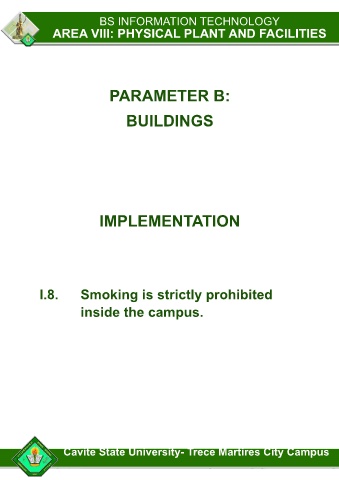 BS INFORMATION TECHNOLOGY
AREA VIII: PHYSICAL PLANT AND FACILITIES
PARAMETER B:
BUILDINGS
IMPLEMENTATION
I.8. Smoking is strictly prohibited
inside the campus.
Cavite State University- Trece Martires City Campus